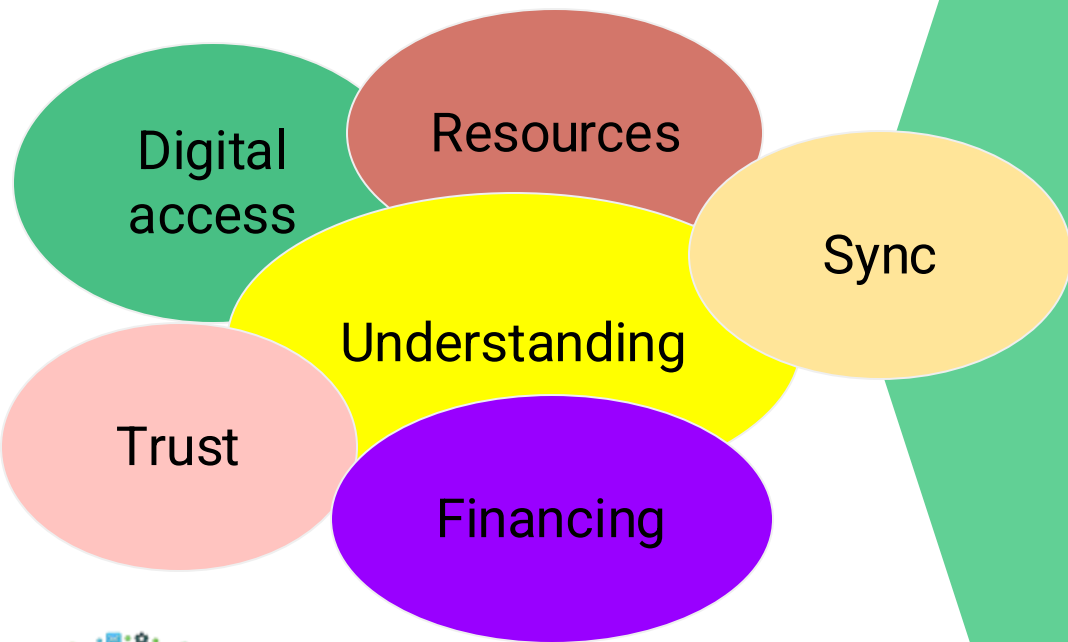 Digital
access
Resources
Sync
Understanding
Trust
Financing